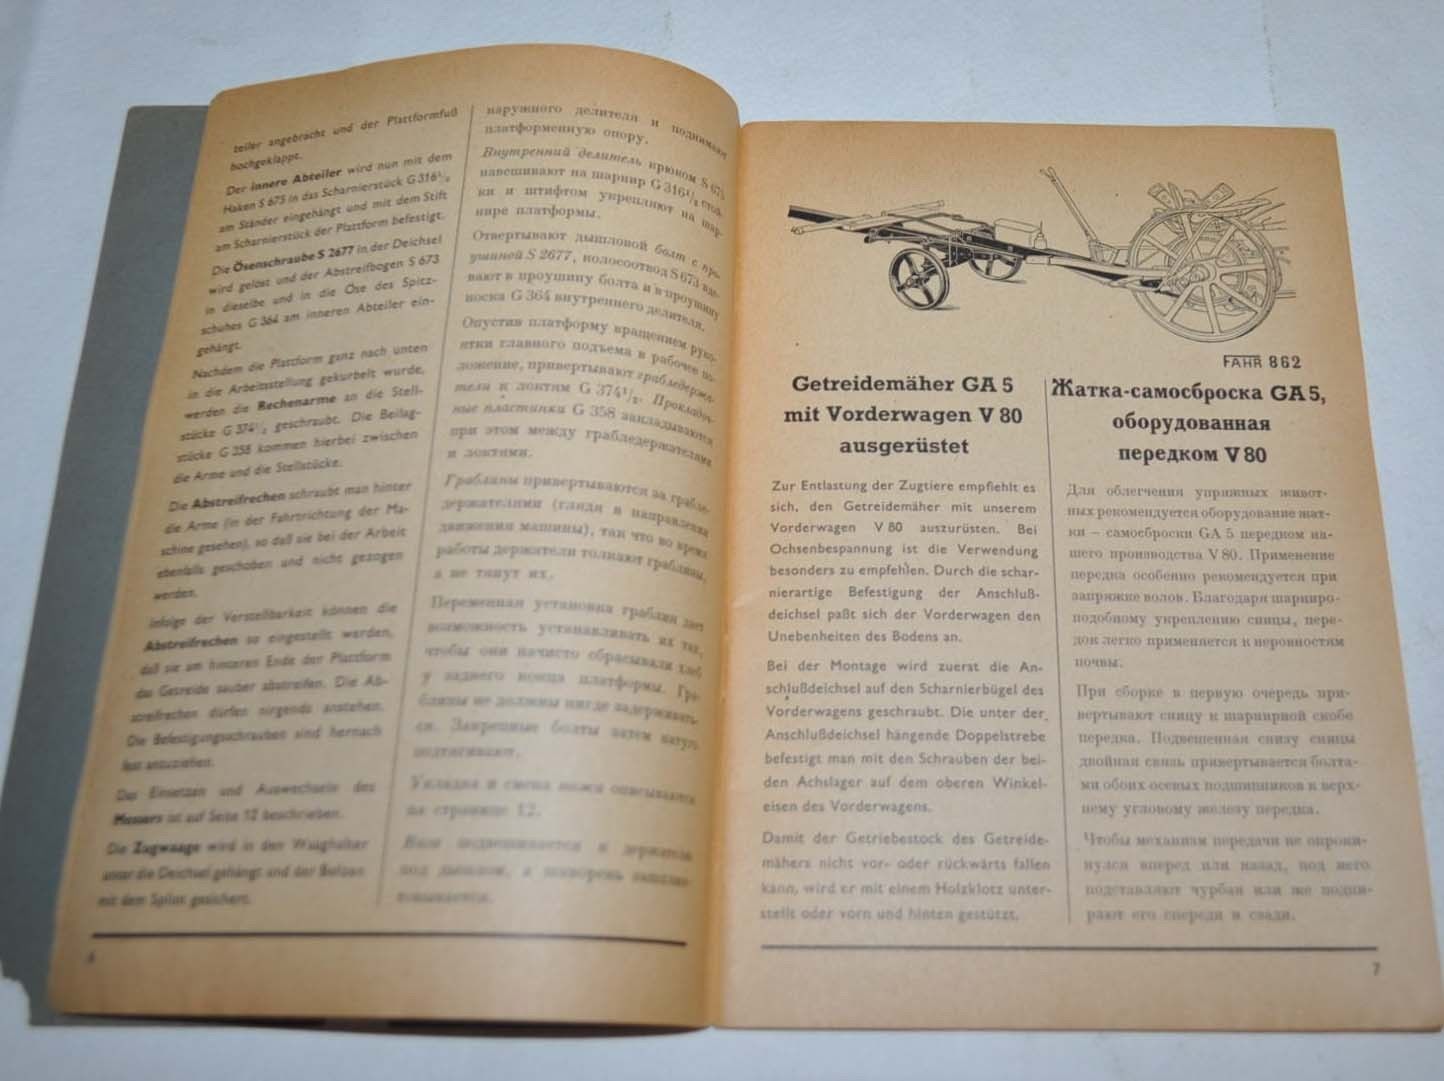 teiler angebracht und der Plattformfuß
hochgeklappt.
Der innere Abteiler wird nun mit dem
Haken S 675 in das Scharnierstück G 316¹/₂
am Ständer eingehängt und mit dem Stift
am Scharnierstück der Plattform befestigt.
Die Ösenschraube S 2677 in der Deichsel
wird gelöst und der Abstreifbogen S 673
in dieselbe und in die Öse des Spitz-
schuhes G 364 am inneren Abteiler ein-
gehängt.
Nachdem die Plattform ganz nach unten
in die Arbeitsstellung gekurbelt wurde,
werden die Rechenarme an die Stell-
stücke G 374¹/₂ geschraubt. Die Beilag-
stücke G 358 kommen hierbei zwischen
die Arme und die Stellstücke.
Die Abstreifrechen schraubt man hinter
die Arme (in der Fahrtrichtung der Ma-
schine gesehen), so daß sie bei der Arbeit
ebenfalls geschoben und nicht gezogen
werden.
Infolge der Verstellbarkeit können die
Abstreifrechen so eingestellt werden,
daß sie am hinteren Ende der Plattform
das Getreide sauber abstreifen. Die Ab-
streifrechen dürfen nirgends anstehen.
Die Befestigungsschrauben sind hernach
fest anzuziehen.
Das Einsetzen und Auswechseln des
Messers ist auf Seite 12 beschrieben.
Die Zugwaage wird in den Waaghalter
unter die Deichsel gehängt und der Bolzen
mit dem Splint gesichert.
наружного делителя и поднимают
платформенную опору.
Внутренний делитель крюком S 675
навешивают на шарнир G 316¹/₂ стой-
ки и штифтом укрепляют на шар-
нире платформы.
Отвертывают дышловой болт с про-
ушиной S 2677, колосоотвод S 673 вде-
вают в проушину болта и в проушину
носка G 364 внутреннего делителя.
Опустив платформу вращением руко-
ятки главного подъема в рабочее по-
ложение, привертывают грабледержа-
тели к локтям G 374¹/₂. Прокладоч-
ные пластинки G 358 закладываются
при этом между грабледержателями
и локтями.
Граблины привертываются за грабле-
держателями (глядя в направлении
движения машины), так что во время
работы держатели толкают граблины,
а не тянут их.
Переменная установка граблин дает
возможность устанавливать их так,
чтобы они начисто сбрасывали хлеб
у заднего конца платформы. Гра-
блины не должны нигде задерживать-
ся. Закрепные болты затем натуго
подтягивают.
Укладка и смена ножа описываются
на странице 12.
Вага подвешивается к держателю
под дышлом, а шкворень зашплин-
товывается.
6
FAHR 862
Getreidemäher GA 5
mit Vorderwagen V 80
ausgerüstet
Zur Entlastung der Zugtiere empfiehlt es
sich, den Getreidemäher mit unserem
Vorderwagen V 80 auszurüsten. Bei
Ochsenbespannung ist die Verwendung
besonders zu empfehlen. Durch die schar-
nierartige Befestigung der Anschluß-
deichsel paßt sich der Vorderwagen den
Unebenheiten des Bodens an.
Bei der Montage wird zuerst die An-
schlußdeichsel auf den Scharnierbügel des
Vorderwagens geschraubt. Die unter der
Anschlußdeichsel hängende Doppelstrebe
befestigt man mit den Schrauben der bei-
den Achslager auf dem oberen Winkel-
eisen des Vorderwagens.
Damit der Getriebestock des Getreide-
mähers nicht vor- oder rückwärts fallen
kann, wird er mit einem Holzklotz unter-
stellt oder vorn und hinten gestützt.
Жатка-самосброска GA 5,
оборудованная
передком V 80
Для облегчения упряжных живот-
ных рекомендуется оборудование жат-
ки – самосброски GA 5 передком на-
шего производства V 80. Применение
передка особенно рекомендуется при
запряжке волов. Благодаря шарниро-
подобному укреплению сницы, пере-
док легко применяется к неровностям
почвы.
При сборке в первую очередь при-
вертывают сницу к шарнирной скобе
передка. Подвешенная снизу сницы
двойная связь привертывается болта-
ми обоих осевых подшипников к верх-
нему угловому железу передка.
Чтобы механизм передачи не опроки-
нулся вперед или назад, под него
подставляют чурбан или же подпи-
рают его спереди и сзади.
7